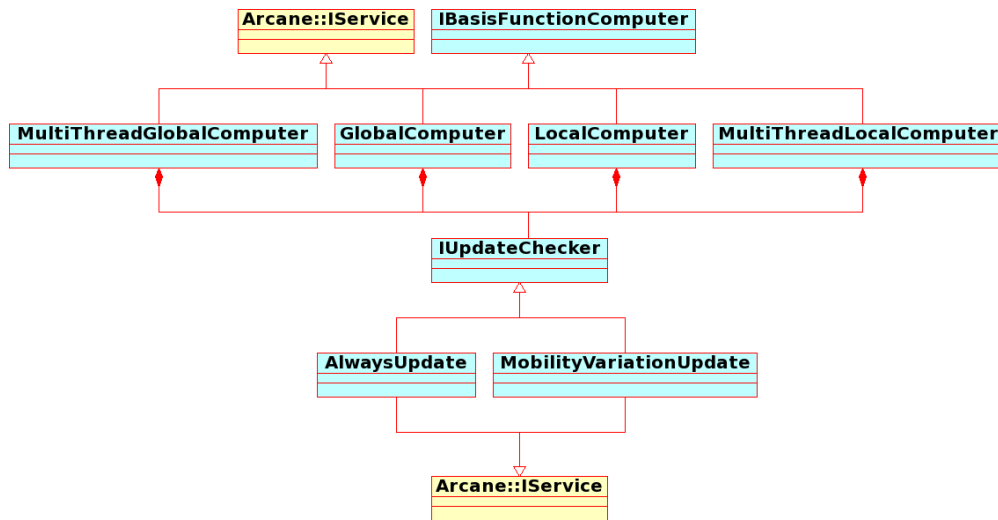 Arcane::IService
IBasisFunctionComputer
MultiThreadGlobalComputer
GlobalComputer
LocalComputer
MultiThreadLocalComputer
IUpdateChecker
AlwaysUpdate
MobilityVariationUpdate
Arcane::IService